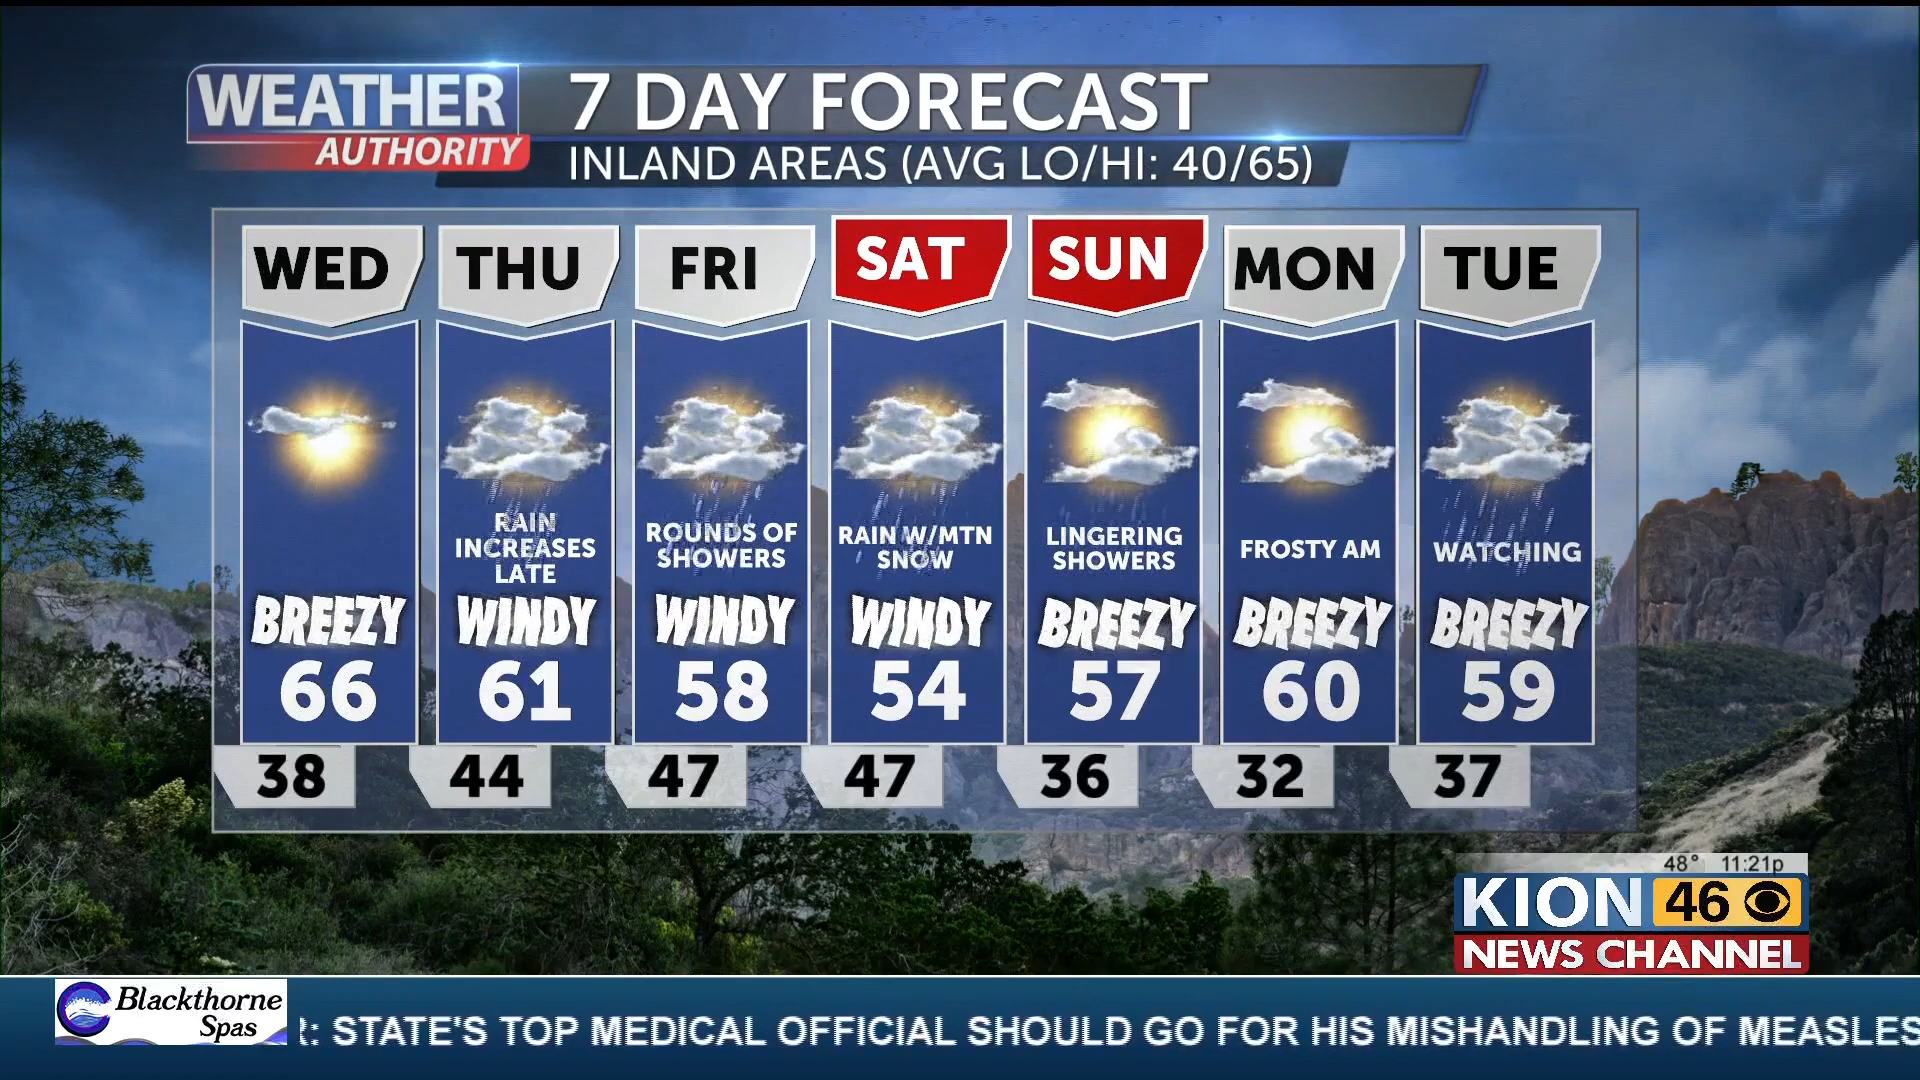 WEATHER
AUTHORITY
7 DAY FORECAST
INLAND AREAS (AVG LO/HI: 40/65)
WED
THU
FRI
SAT
SUN
MON
TUE
RAIN
INCREASES
LATE
ROUNDS OF
SHOWERS
RAIN W/MTN
SNOW
LINGERING
SHOWERS
FROSTY AM
WATCHING
BREEZY
WINDY
WINDY
WINDY
BREEZY
BREEZY
BREEZY
66
61
58
54
57
60
59
38
44
47
47
36
32
37
48° 11:21p
KION 46
NEWS CHANNEL
Blackthorne
Spas
: STATE'S TOP MEDICAL OFFICIAL SHOULD GO FOR HIS MISHANDLING OF MEASLES